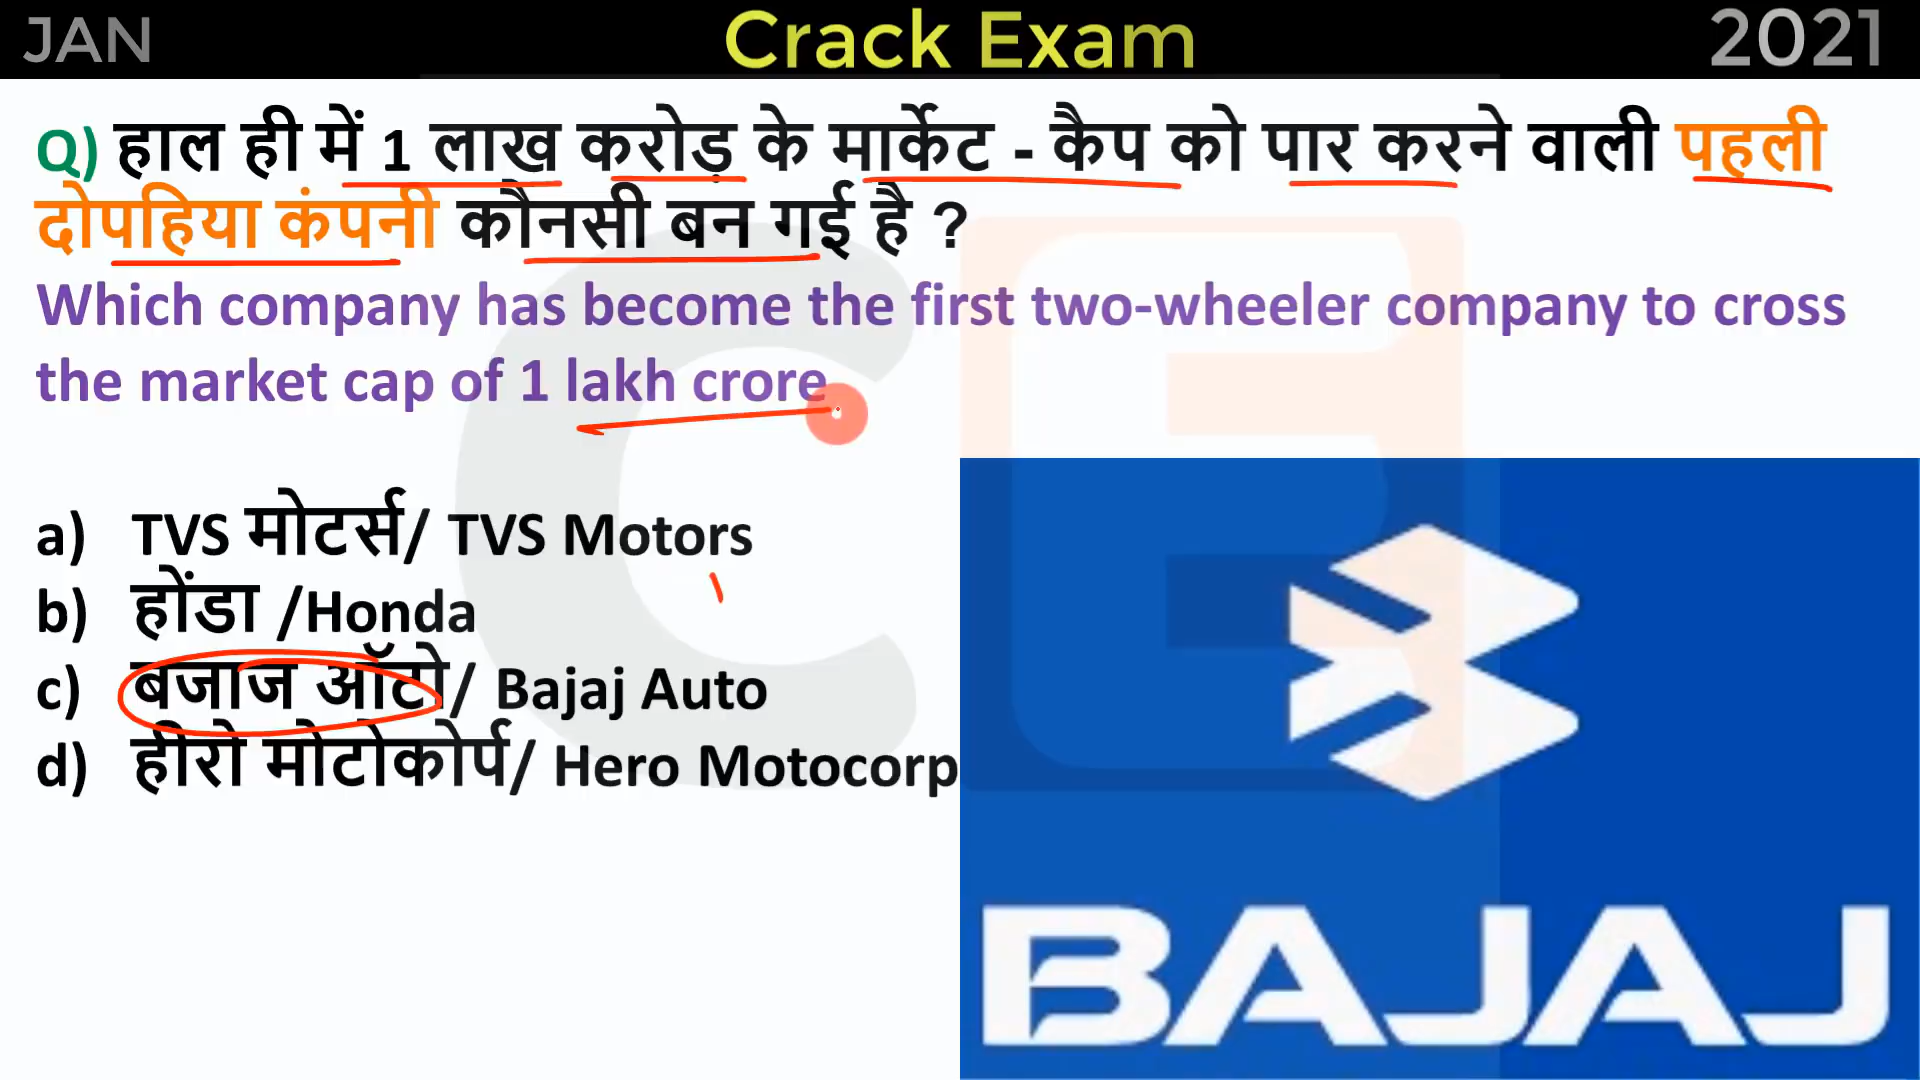 JAN
Crack Exam
2021
Q) हाल ही में 1 लाख करोड़ के मार्केट - कैप को पार करने वाली पहली
दोपहिया कंपनी कौनसी बन गई है ?
Which company has become the first two-wheeler company to cross
the market cap of 1 lakh crore
a) TVS मोटर्स/ TVS Motors
b) होंडा /Honda
c) बजाज ऑटो/ Bajaj Auto
d) हीरो मोटोकोर्प/ Hero Motocorp
BAJAJ
CE